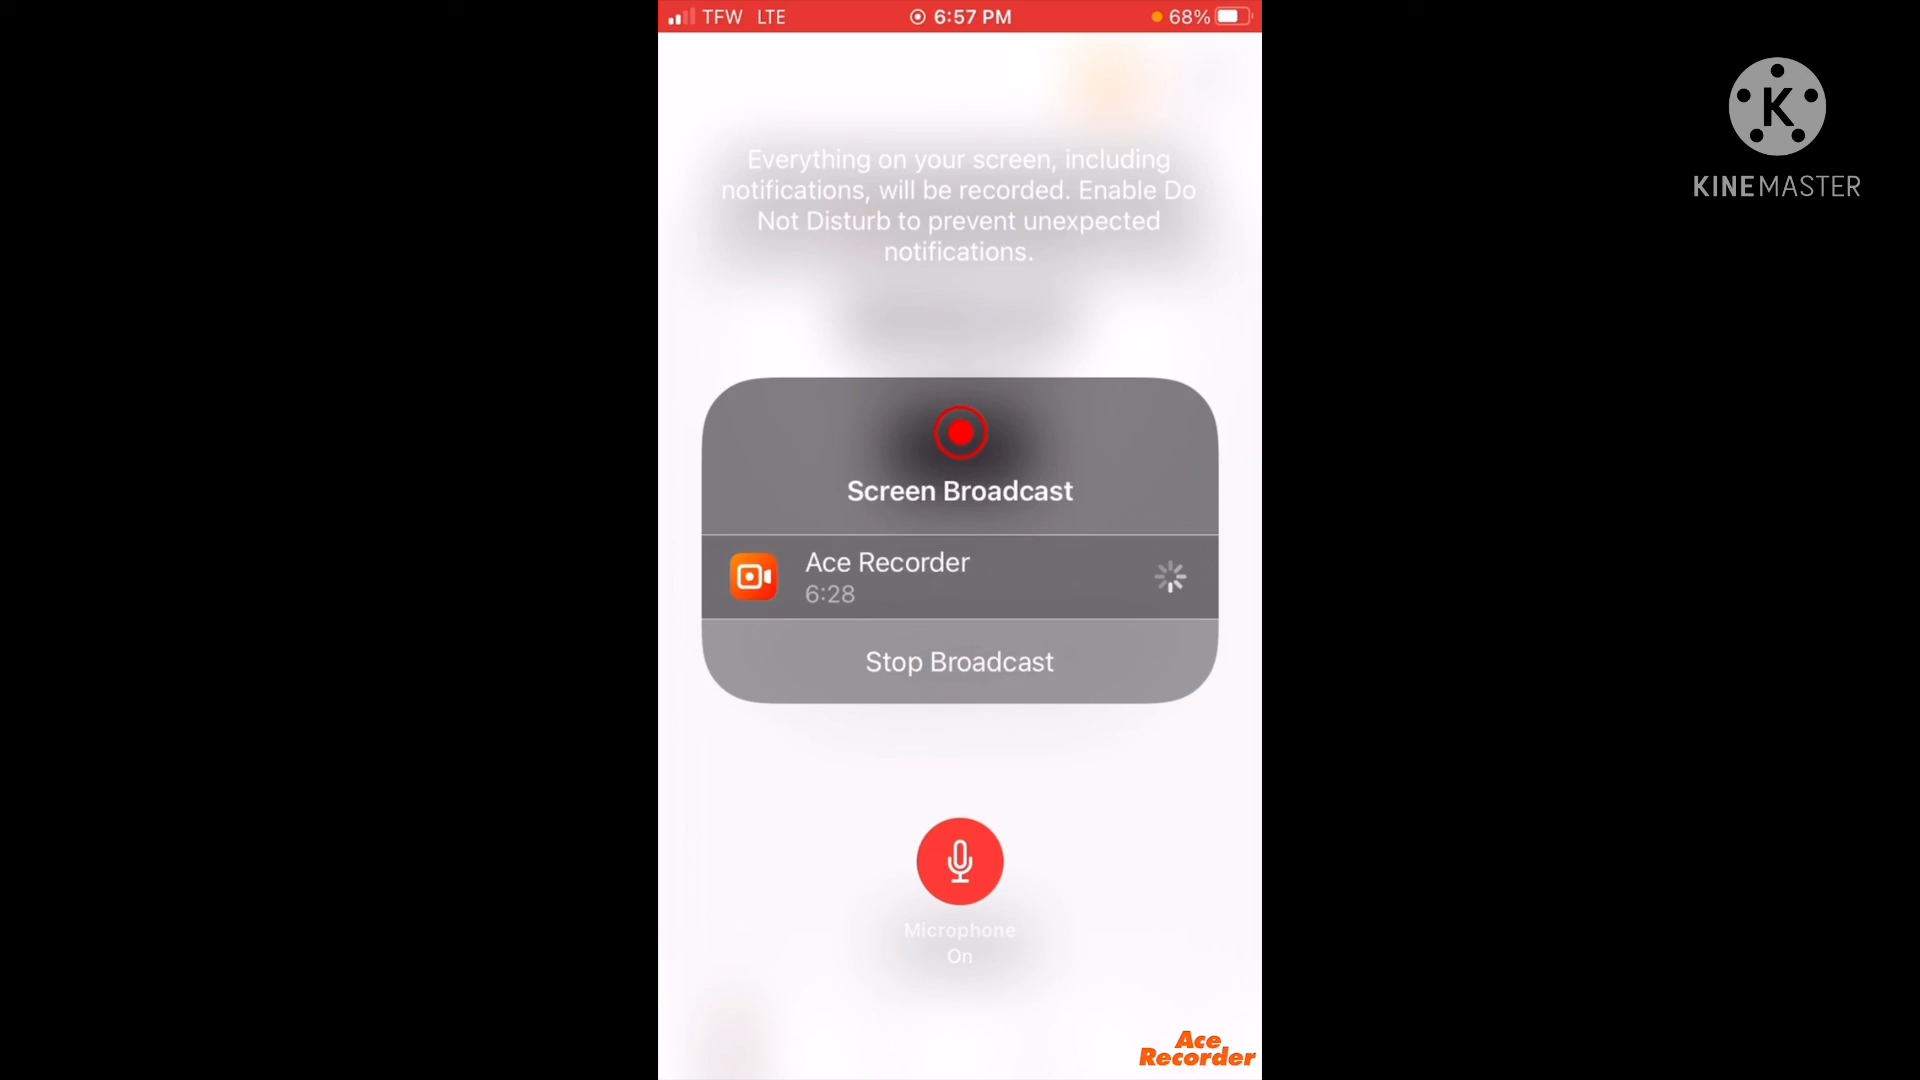 TFW LTE 6:57 PM 68%
KINEMASTER
Everything on your screen, including
notifications, will be recorded. Enable Do
Not Disturb to prevent unexpected
notifications.
Screen Broadcast
Ace Recorder
6:28
Stop Broadcast
Microphone
On
Ace
Recorder